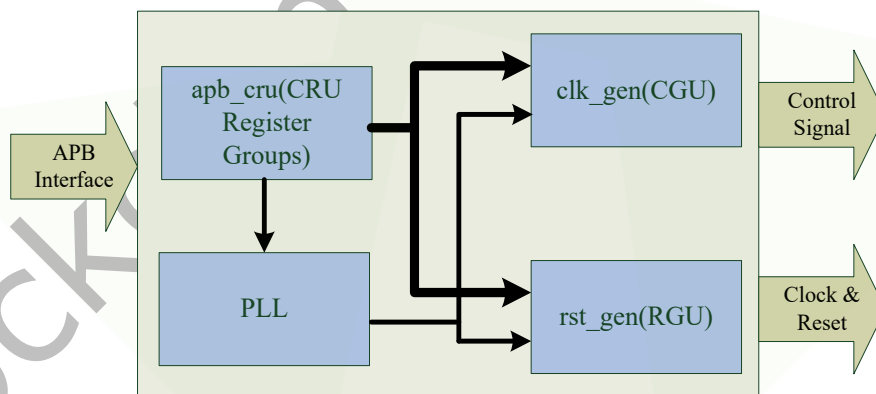 apb_cru(CRU
Register
Groups)
clk_gen(CGU)
Control
Signal
APB
Interface
PLL
rst_gen(RGU)
Clock &
Reset